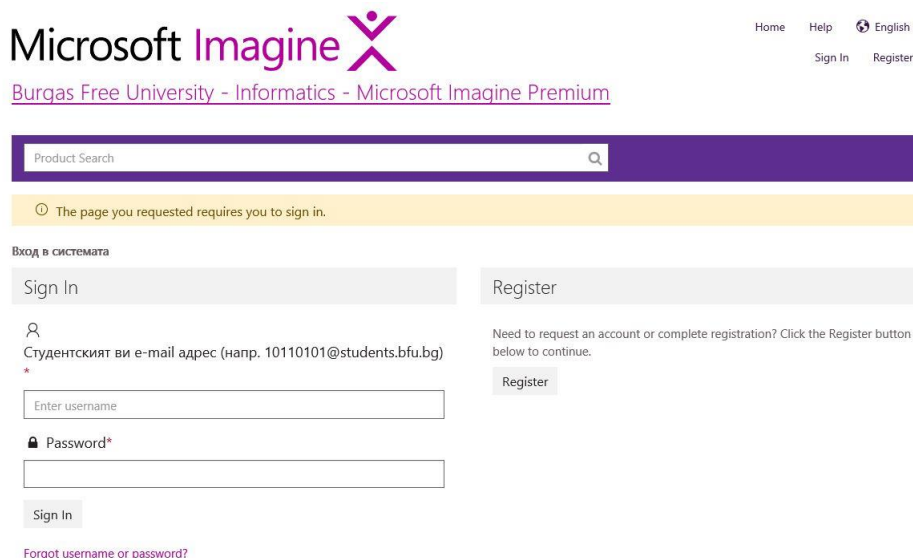 Microsoft Imagine
Home Help English
Sign In Register
Burgas Free University - Informatics - Microsoft Imagine Premium
Product Search
The page you requested requires you to sign in.
Вход в системата
Sign In
Студентският ви e-mail адрес (напр. 10110101@students.bfu.bg)
*
Enter username
Password*
Sign In
Forgot username or password?
Register
Need to request an account or complete registration? Click the Register button
below to continue.
Register